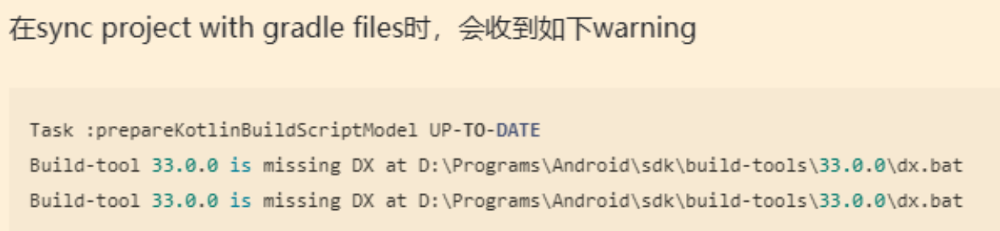 在sync project with gradle files时，会收到如下warning
Task :prepareKotlinBuildScriptModel UP-TO-DATE
Build-tool 33.0.0 is missing DX at D:\Programs\Android\sdk\build-tools\33.0.0\dx.bat
Build-tool 33.0.0 is missing DX at D:\Programs\Android\sdk\build-tools\33.0.0\dx.bat